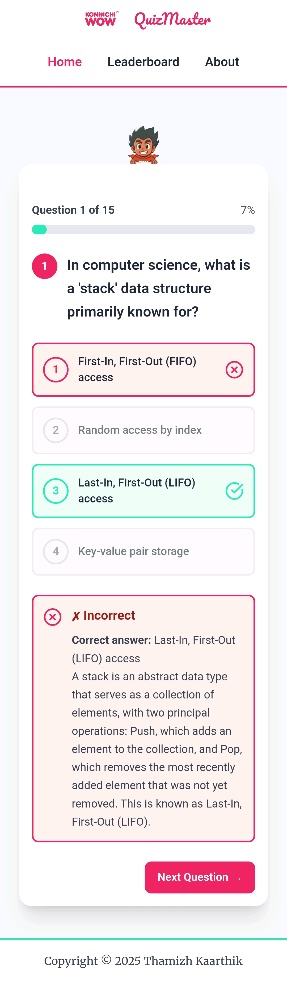 KONNICHI
WOW
QuizMaster
Home Leaderboard About
Question 1 of 15 7%
1 In computer science, what is
a 'stack' data structure
primarily known for?
1 First-In, First-Out (FIFO)
access
2 Random access by index
3 Last-In, First-Out (LIFO)
access
4 Key-value pair storage
✗ Incorrect
Correct answer: Last-In, First-Out
(LIFO) access
A stack is an abstract data type
that serves as a collection of
elements, with two principal
operations: Push, which adds an
element to the collection, and Pop,
which removes the most recently
added element that was not yet
removed. This is known as Last-In,
First-Out (LIFO).
Next Question →
Copyright © 2025 Thamizh Kaarthik